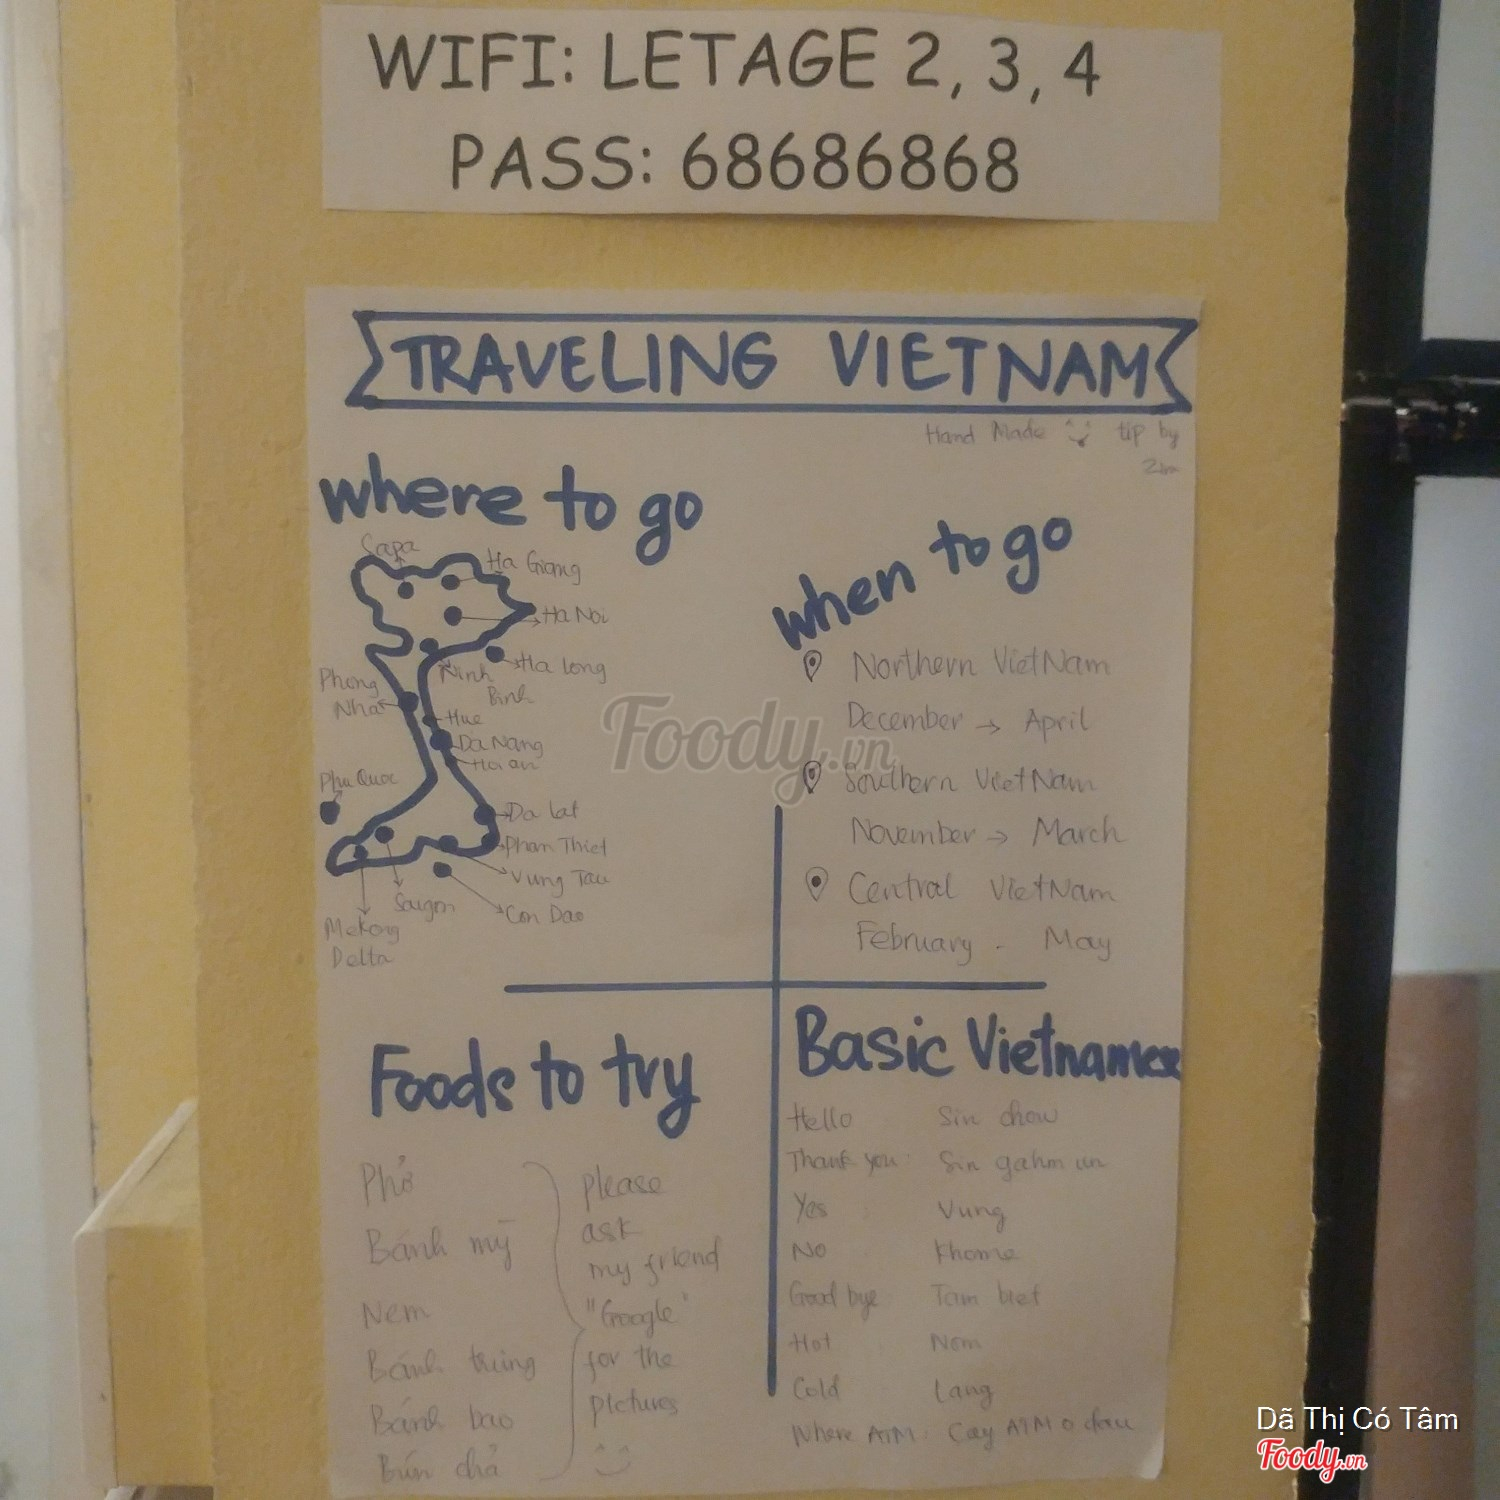 WIFI: LETAGE 2, 3, 4
PASS: 68686868
TRAVELING VIETNAM
Hand Made tip by
Zim
where to go
Sapa
Ha Giang
Ha Noi
Ha long
Ninh
Binh
Phong
Nha
Hue
Da Nang
Hoi an
Phu Quoc
Da lat
Phan Thiet
Vung Tau
Con Dao
Saigon
Mekong
Delta
when to go
Northern VietNam
December → April
Southern VietNam
November → March
Central VietNam
February - May
Foods to try
Phở
Bánh mỳ
Nem
Bánh trưng
Bánh bao
Bún chả
please
ask
my friend
"Google"
for the
pictures
Basic Vietnamese
Hello Sin chow
Thank you: Sin gahm un
Yes : Vung
No Khome
Good bye Tam biet
Hot Nom
Cold Lang
Where ATM: Cay ATM o dau
Foody.vn
Dã Thị Có Tâm
Foody.vn